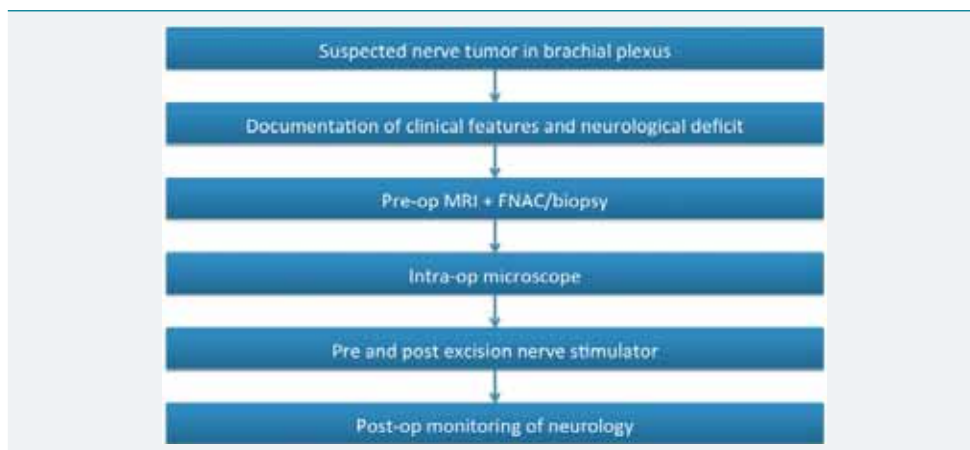 Suspected nerve tumor in brachial plexus
Documentation of clinical features and neurological deficit
Pre-op MRI + FNAC/biopsy
Intra-op microscope
Pre and post excision nerve stimulator
Post-op monitoring of neurology